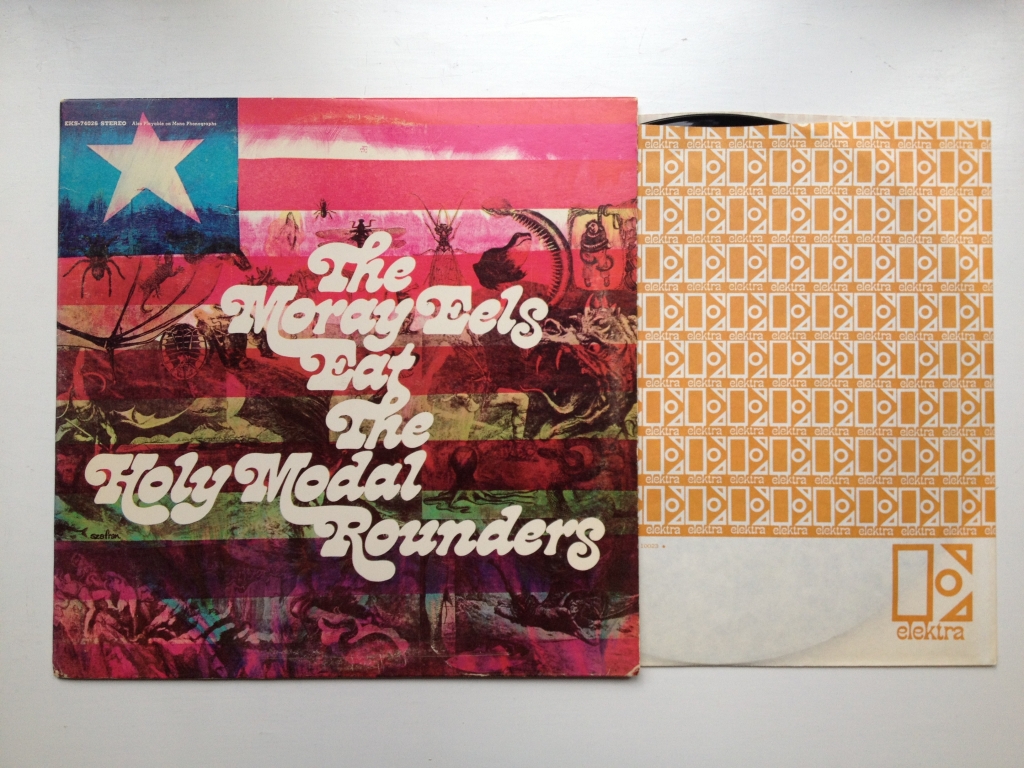 EKS-74026 STEREO Also Playable on Mono Phonographs
The
Moray Eels
Eat
The
Holy Modal
Rounders
elektra